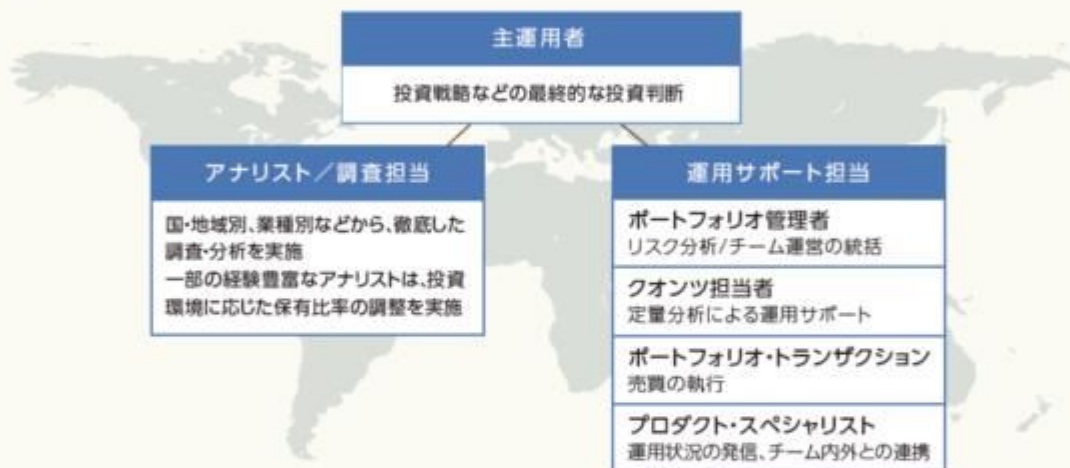 主運用者
投資戦略などの最終的な投資判断
アナリスト／調査担当
国・地域別、業種別などから、徹底した
調査・分析を実施
一部の経験豊富なアナリストは、投資
環境に応じた保有比率の調整を実施
運用サポート担当
ポートフォリオ管理者
リスク分析/チーム運営の統括
クオンツ担当者
定量分析による運用サポート
ポートフォリオ・トランザクション
売買の執行
プロダクト・スペシャリスト
運用状況の発信、チーム内外との連携